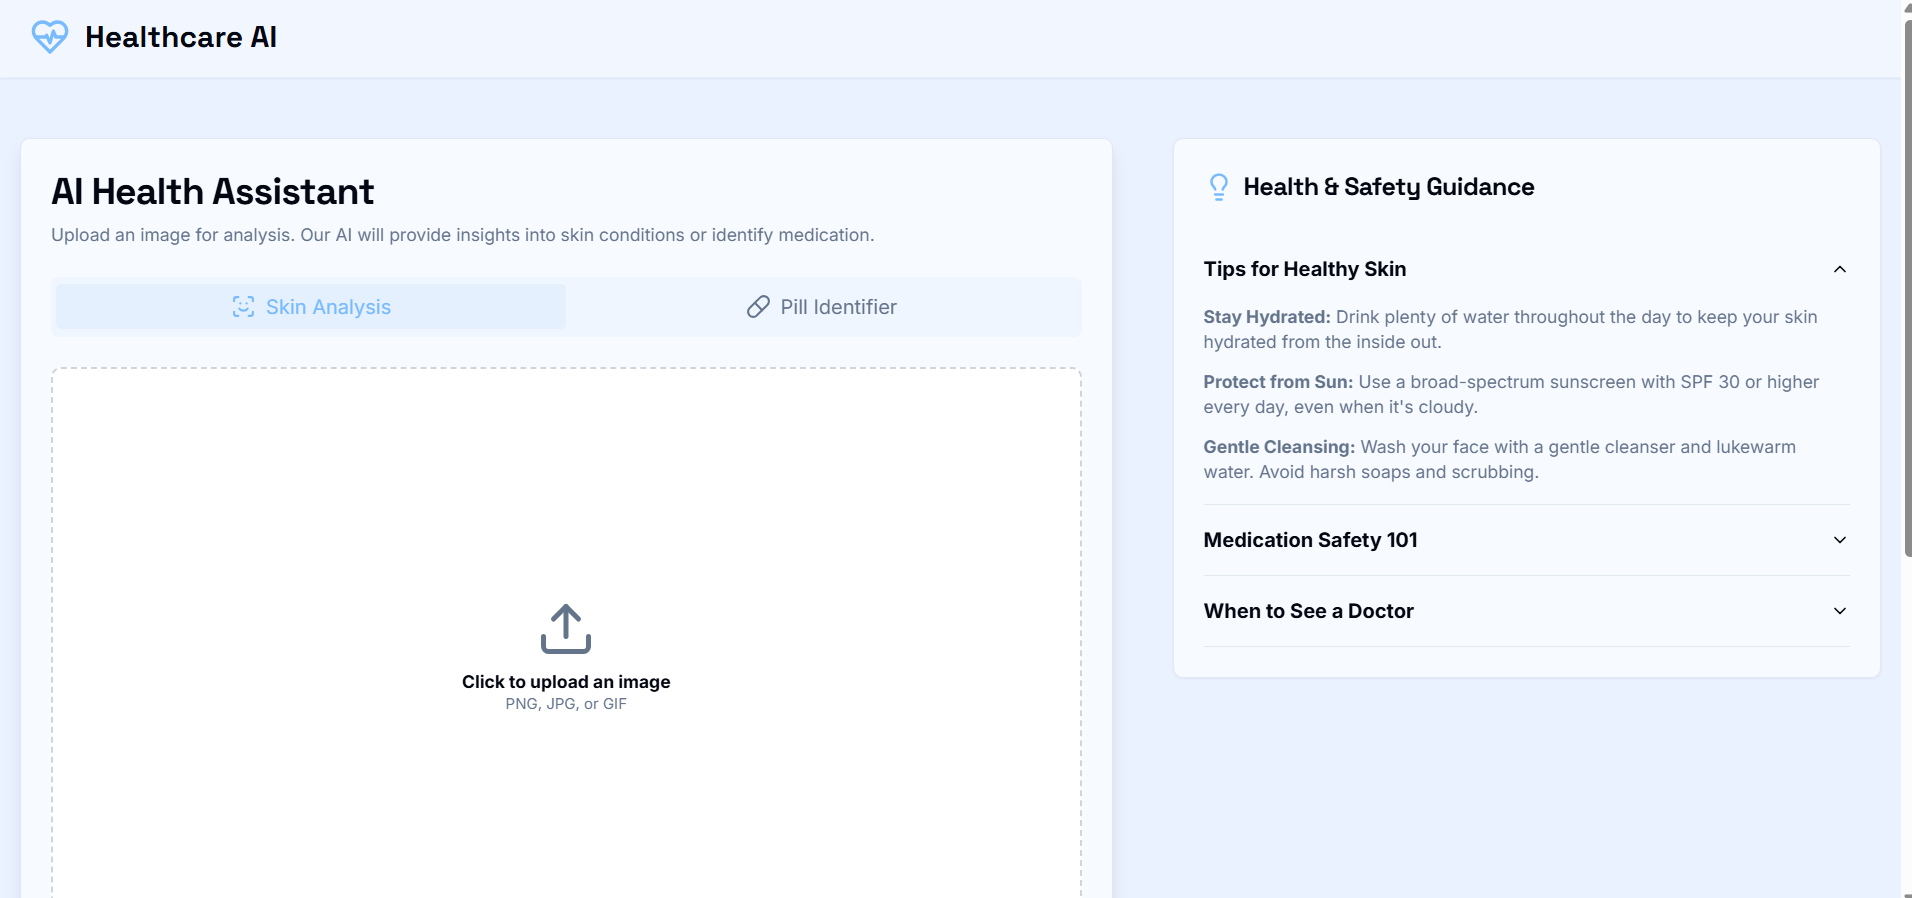 Healthcare AI
AI Health Assistant
Upload an image for analysis. Our AI will provide insights into skin conditions or identify medication.
Skin Analysis
Pill Identifier
Click to upload an image
PNG, JPG, or GIF
Health & Safety Guidance
Tips for Healthy Skin
Stay Hydrated: Drink plenty of water throughout the day to keep your skin
hydrated from the inside out.
Protect from Sun: Use a broad-spectrum sunscreen with SPF 30 or higher
every day, even when it's cloudy.
Gentle Cleansing: Wash your face with a gentle cleanser and lukewarm
water. Avoid harsh soaps and scrubbing.
Medication Safety 101
When to See a Doctor